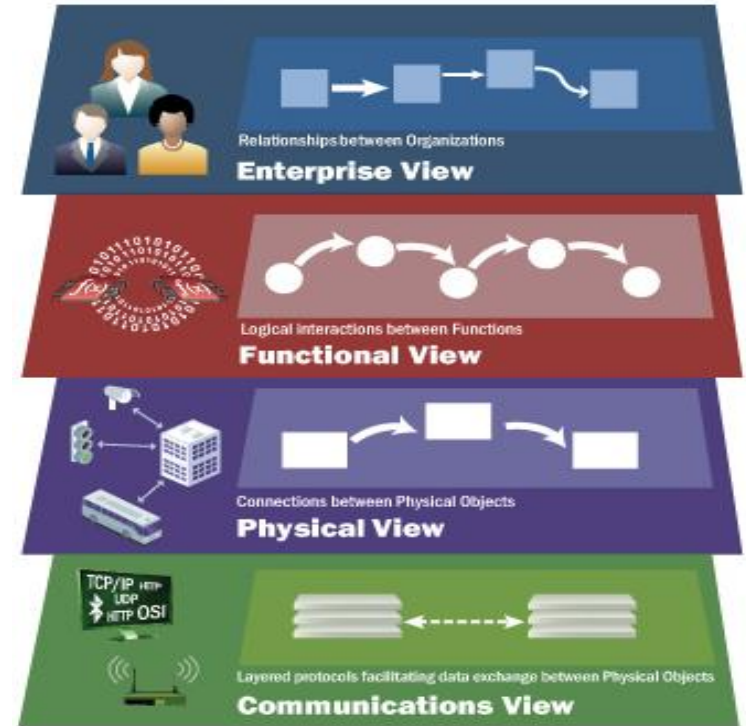 Relationships between Organizations
Enterprise View
f(x)
f(x)
Logical interactions between Functions
Functional View
Connections between Physical Objects
Physical View
TCP/IP HTTP
UDP
HTTP OSI
Layered protocols facilitating data exchange between Physical Objects
Communications View